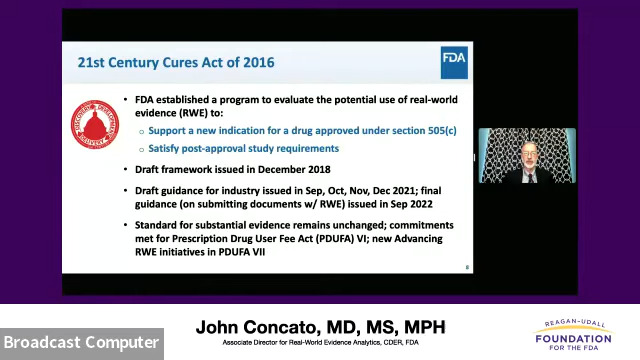 21st Century Cures Act of 2016
FDA
DISCOVERY DEVELOPMENT
DELIVERY
• FDA established a program to evaluate the potential use of real-world
evidence (RWE) to:
o Support a new indication for a drug approved under section 505(c)
o Satisfy post-approval study requirements
• Draft framework issued in December 2018
• Draft guidance for industry issued in Sep, Oct, Nov, Dec 2021; final
guidance (on submitting documents w/ RWE) issued in Sep 2022
• Standard for substantial evidence remains unchanged; commitments
met for Prescription Drug User Fee Act (PDUFA) VI; new Advancing
RWE initiatives in PDUFA VII
8
John Concato, MD, MS, MPH
Associate Director for Real-World Evidence Analytics, CDER, FDA
Broadcast Computer
REAGAN-UDALL
FOUNDATION
FOR THE FDA